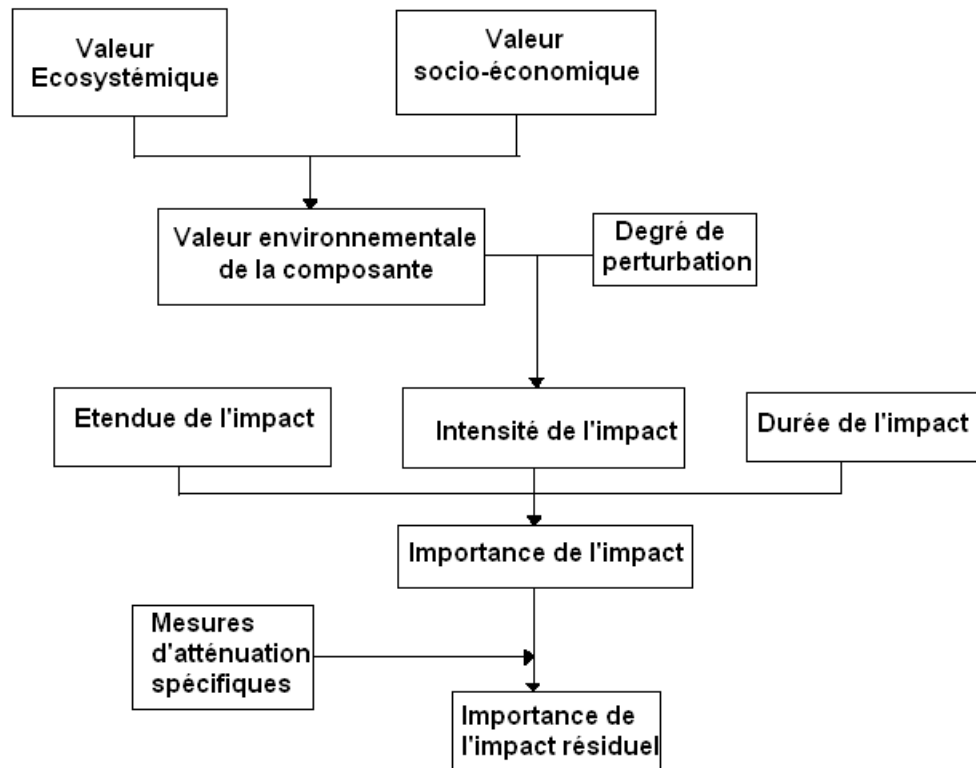 Valeur
Ecosystémique
Valeur
socio-économique
Valeur environnementale
de la composante
Degré de
perturbation
Etendue de l'impact
Intensité de l'impact
Durée de l'impact
Importance de l'impact
Mesures
d'atténuation
spécifiques
Importance de
l'impact résiduel